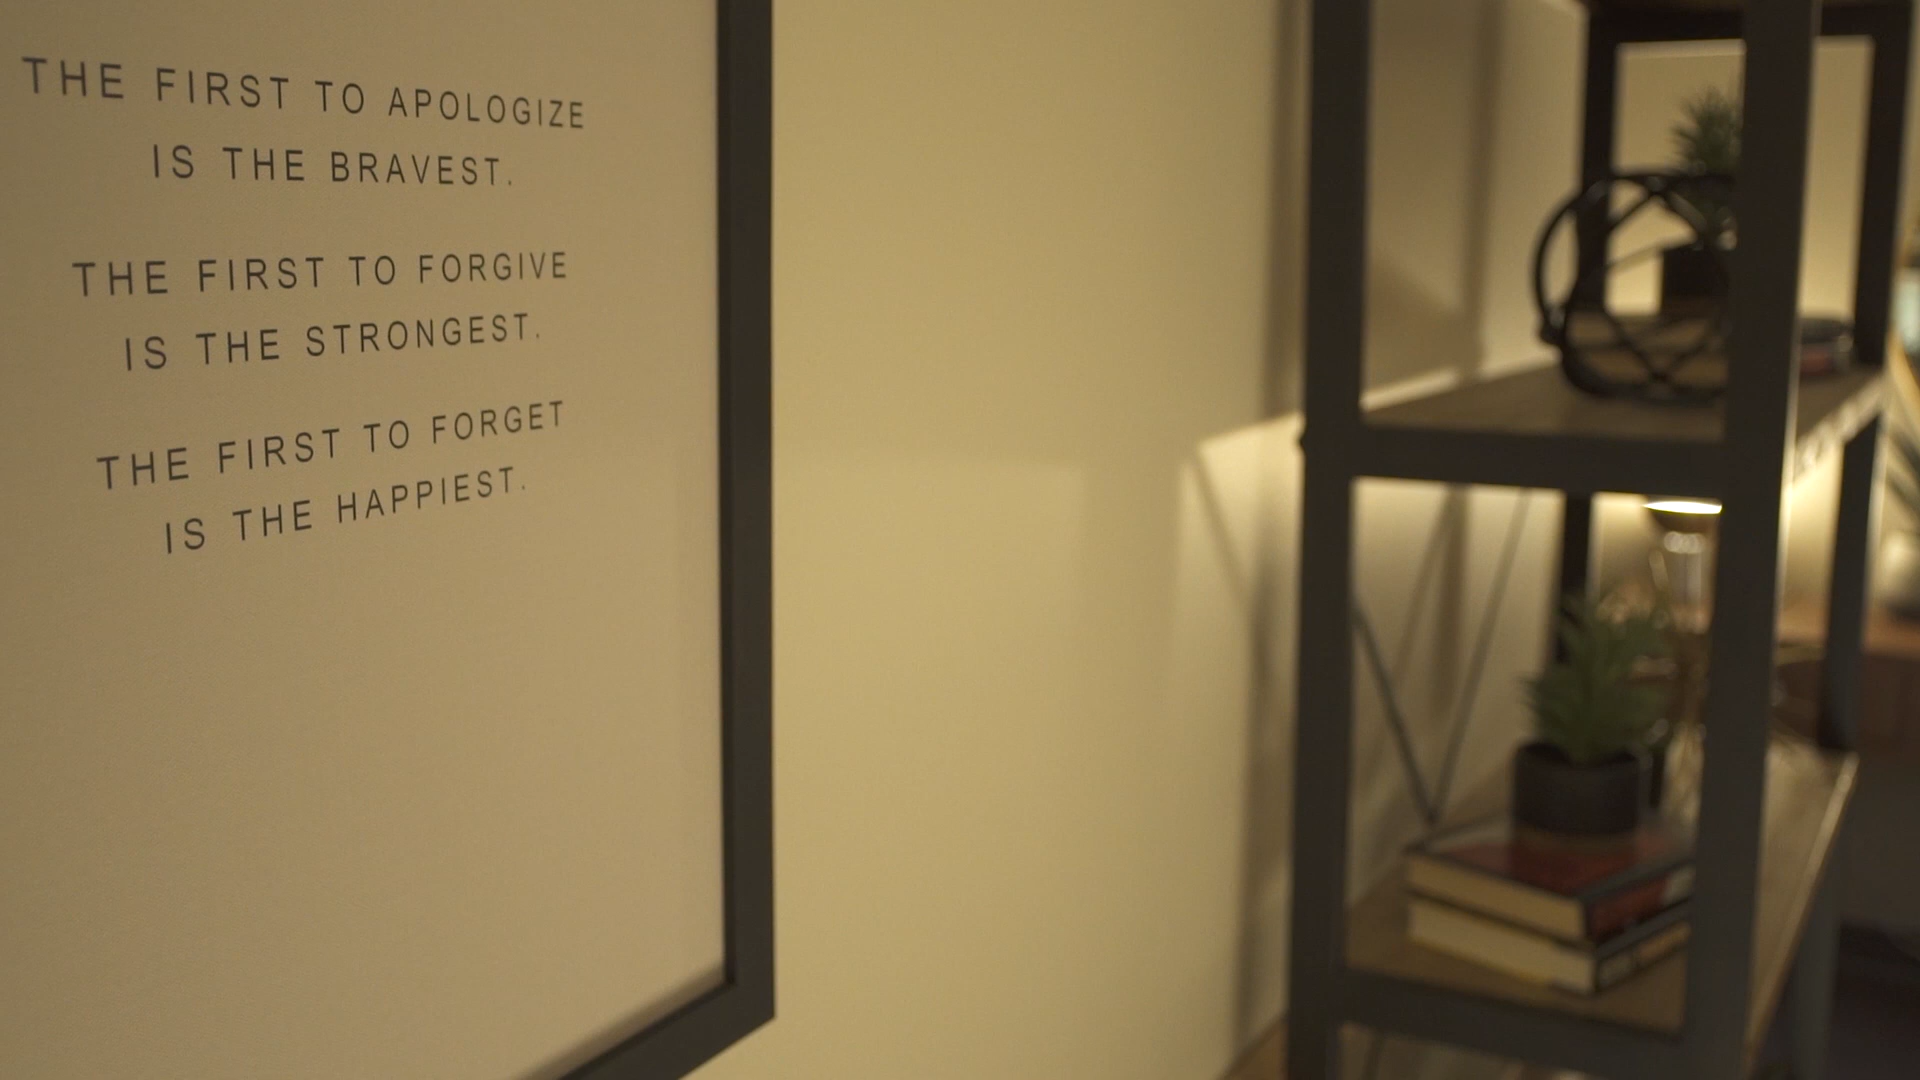 THE FIRST TO APOLOGIZE
IS THE BRAVEST.
THE FIRST TO FORGIVE
IS THE STRONGEST.
THE FIRST TO FORGET
IS THE HAPPIEST.